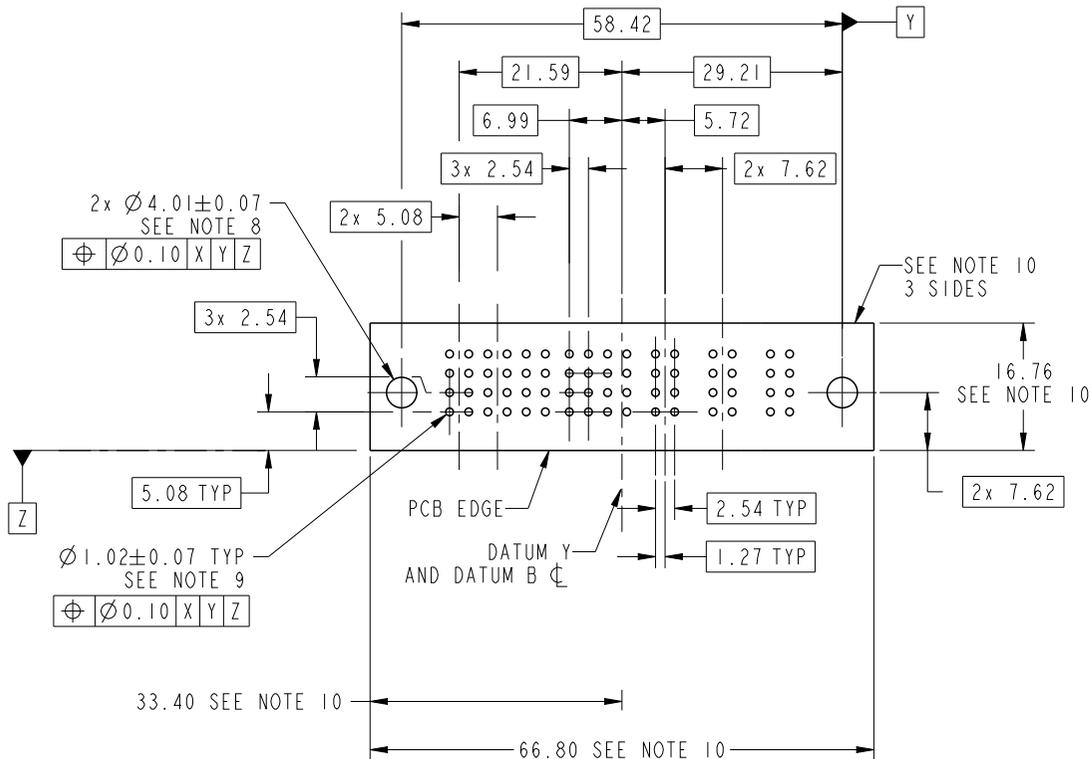 58.42
Y
21.59
29.21
6.99
5.72
3x 2.54
2x 7.62
2x Ø4.01±0.07
SEE NOTE 8
⌖ Ø0.10 X Y Z
2x 5.08
SEE NOTE 10
3 SIDES
3x 2.54
16.76
SEE NOTE 10
5.08 TYP
Z
PCB EDGE
2.54 TYP
2x 7.62
Ø1.02±0.07 TYP
SEE NOTE 9
⌖ Ø0.10 X Y Z
DATUM Y
AND DATUM B ℄
1.27 TYP
33.40 SEE NOTE 10
66.80 SEE NOTE 10